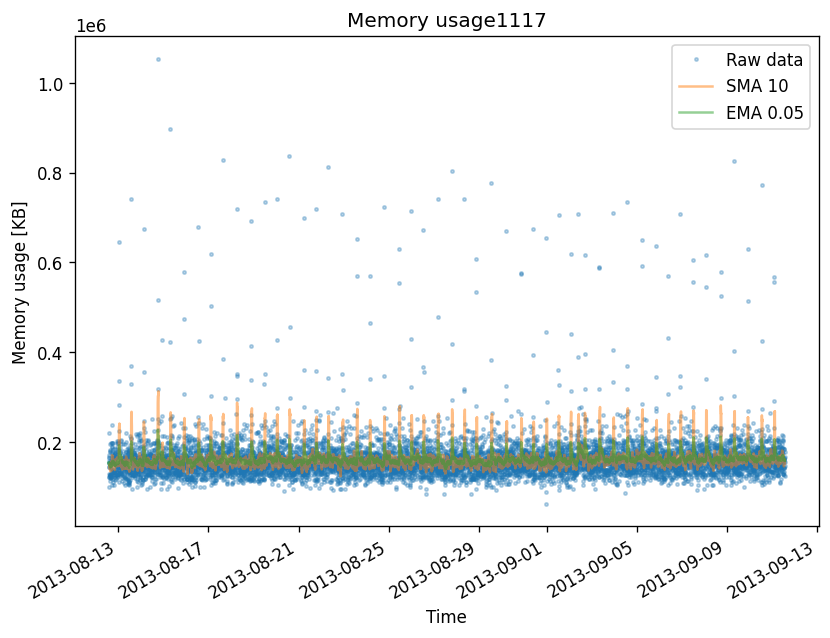 Memory usage1117
1e6
Raw data
SMA 10
EMA 0.05
1.0
0.8
0.6
0.4
0.2
Memory usage [KB]
2013-08-13
2013-08-17
2013-08-21
2013-08-25
2013-08-29
2013-09-01
2013-09-05
2013-09-09
2013-09-13
Time